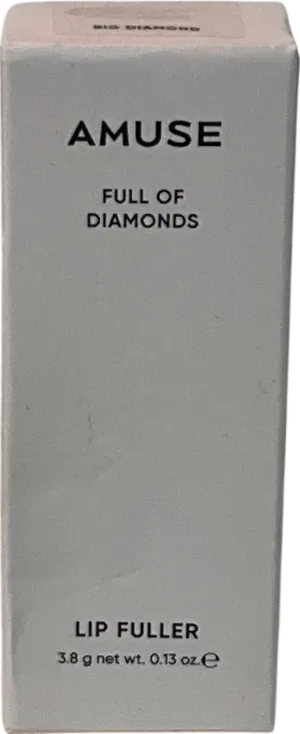 BIG DIAMOND
AMUSE
FULL OF
DIAMONDS
LIP FULLER
3.8 g net wt. 0.13 oz.℮